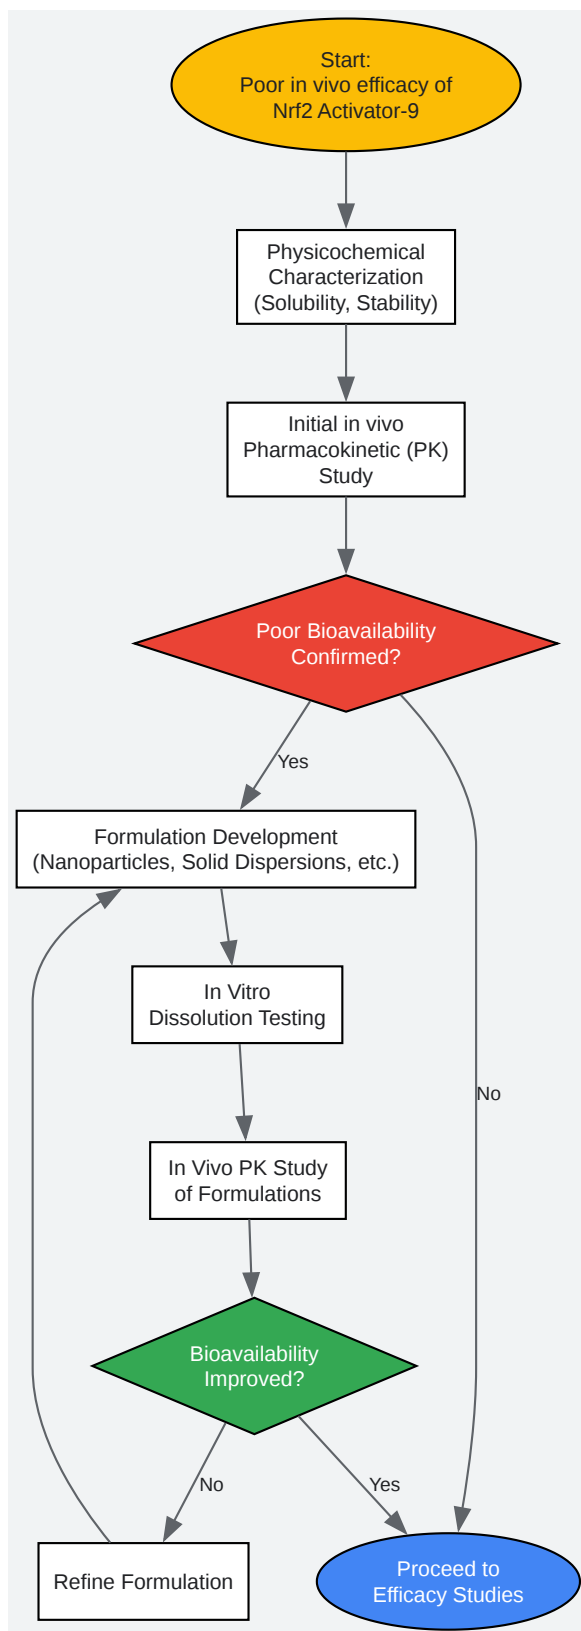 Start:
Poor in vivo efficacy of
Nrf2 Activator-9
Physicochemical
Characterization
(Solubility, Stability)
Initial in vivo
Pharmacokinetic (PK)
Study
Poor Bioavailability
Confirmed?
Yes
Formulation Development
(Nanoparticles, Solid Dispersions, etc.)
In Vitro
Dissolution Testing
No
In Vivo PK Study
of Formulations
Bioavailability
Improved?
No
Yes
Refine Formulation
Proceed to
Efficacy Studies